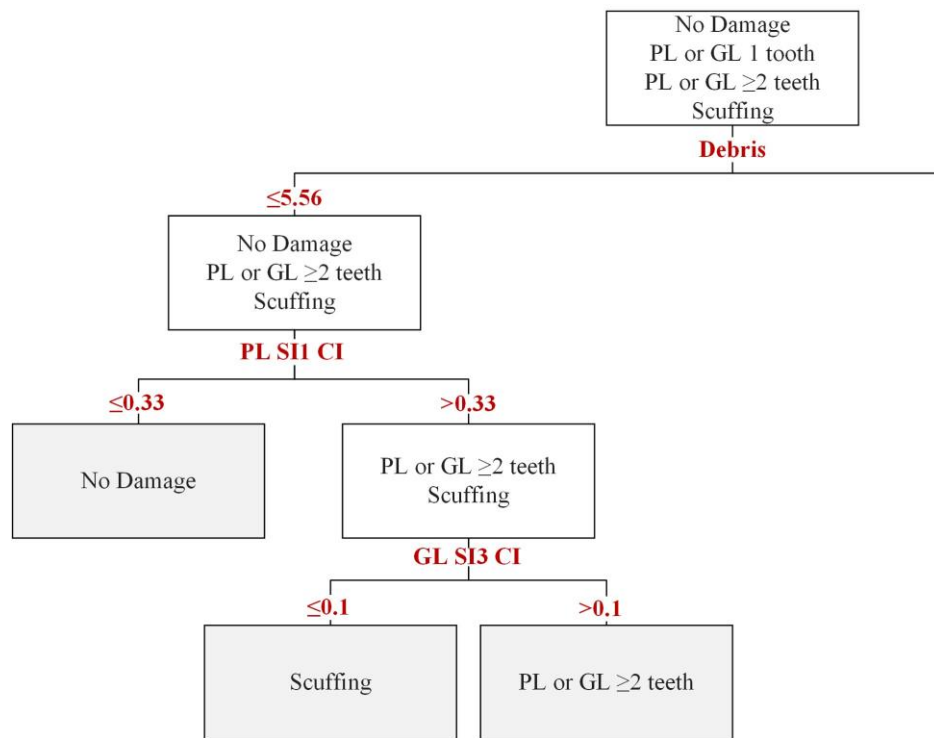 No Damage
PL or GL 1 tooth
PL or GL ≥2 teeth
Scuffing
Debris
≤5.56
No Damage
PL or GL ≥2 teeth
Scuffing
PL SI1 CI
≤0.33
>0.33
No Damage
PL or GL ≥2 teeth
Scuffing
GL SI3 CI
≤0.1
>0.1
Scuffing
PL or GL ≥2 teeth